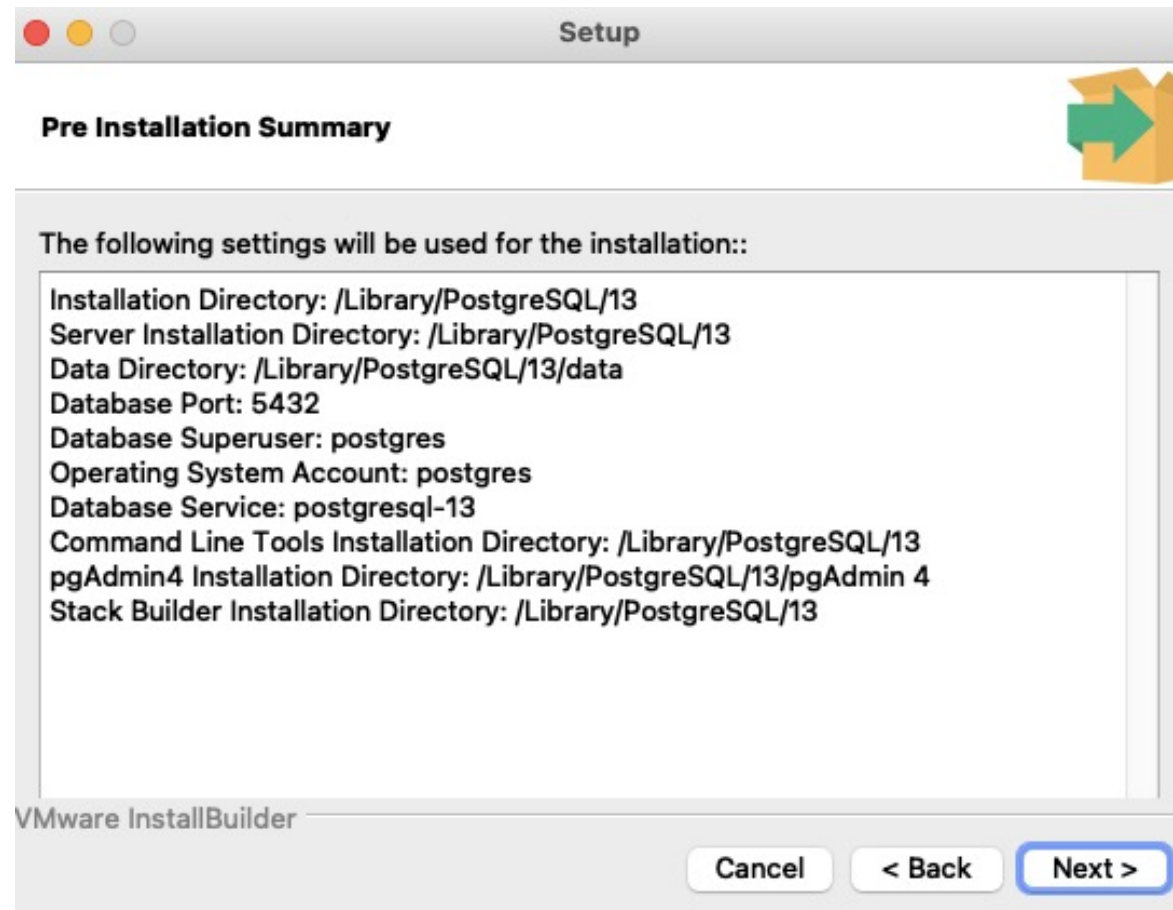 Setup
Pre Installation Summary
The following settings will be used for the installation::
Installation Directory: /Library/PostgreSQL/13
Server Installation Directory: /Library/PostgreSQL/13
Data Directory: /Library/PostgreSQL/13/data
Database Port: 5432
Database Superuser: postgres
Operating System Account: postgres
Database Service: postgresql-13
Command Line Tools Installation Directory: /Library/PostgreSQL/13
pgAdmin4 Installation Directory: /Library/PostgreSQL/13/pgAdmin 4
Stack Builder Installation Directory: /Library/PostgreSQL/13
VMware InstallBuilder
Cancel < Back Next >